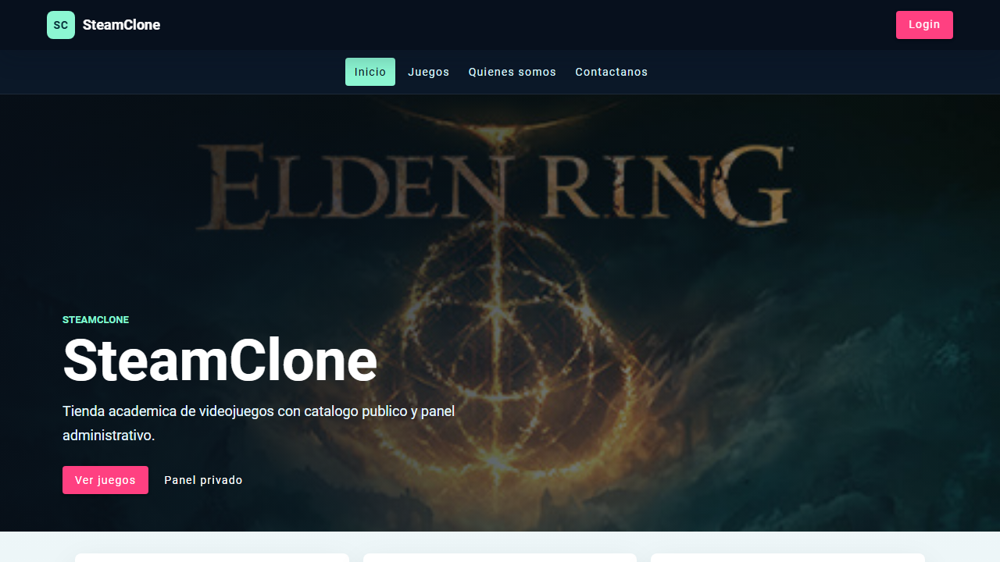 SC SteamClone
Login
Inicio Juegos Quienes somos Contactanos
ELDEN RING
STEAMCLONE
SteamClone
Tienda academica de videojuegos con catalogo publico y panel
administrativo.
Ver juegos Panel privado